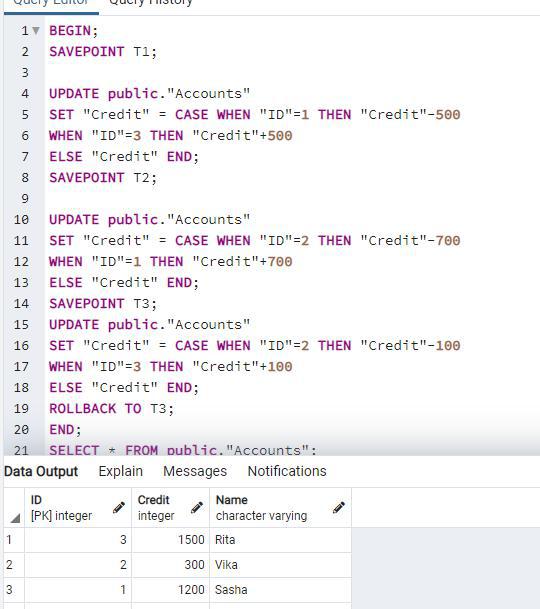 Query Editor Query History
1 BEGIN;
2 SAVEPOINT T1;
3
4 UPDATE public."Accounts"
5 SET "Credit" = CASE WHEN "ID"=1 THEN "Credit"-500
6 WHEN "ID"=3 THEN "Credit"+500
7 ELSE "Credit" END;
8 SAVEPOINT T2;
9
10 UPDATE public."Accounts"
11 SET "Credit" = CASE WHEN "ID"=2 THEN "Credit"-700
12 WHEN "ID"=1 THEN "Credit"+700
13 ELSE "Credit" END;
14 SAVEPOINT T3;
15 UPDATE public."Accounts"
16 SET "Credit" = CASE WHEN "ID"=2 THEN "Credit"-100
17 WHEN "ID"=3 THEN "Credit"+100
18 ELSE "Credit" END;
19 ROLLBACK TO T3;
20 END;
21 SELECT * FROM public."Accounts";
Data Output Explain Messages Notifications
ID Credit Name
[PK] integer integer character varying
1 3 1500 Rita
2 2 300 Vika
3 1 1200 Sasha